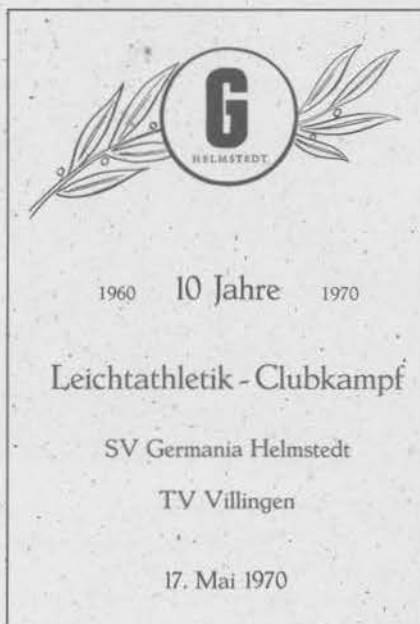 G
HELMSTEDT
1960 10 Jahre 1970
Leichtathletik - Clubkampf
SV Germania Helmstedt
TV Villingen
17. Mai 1970